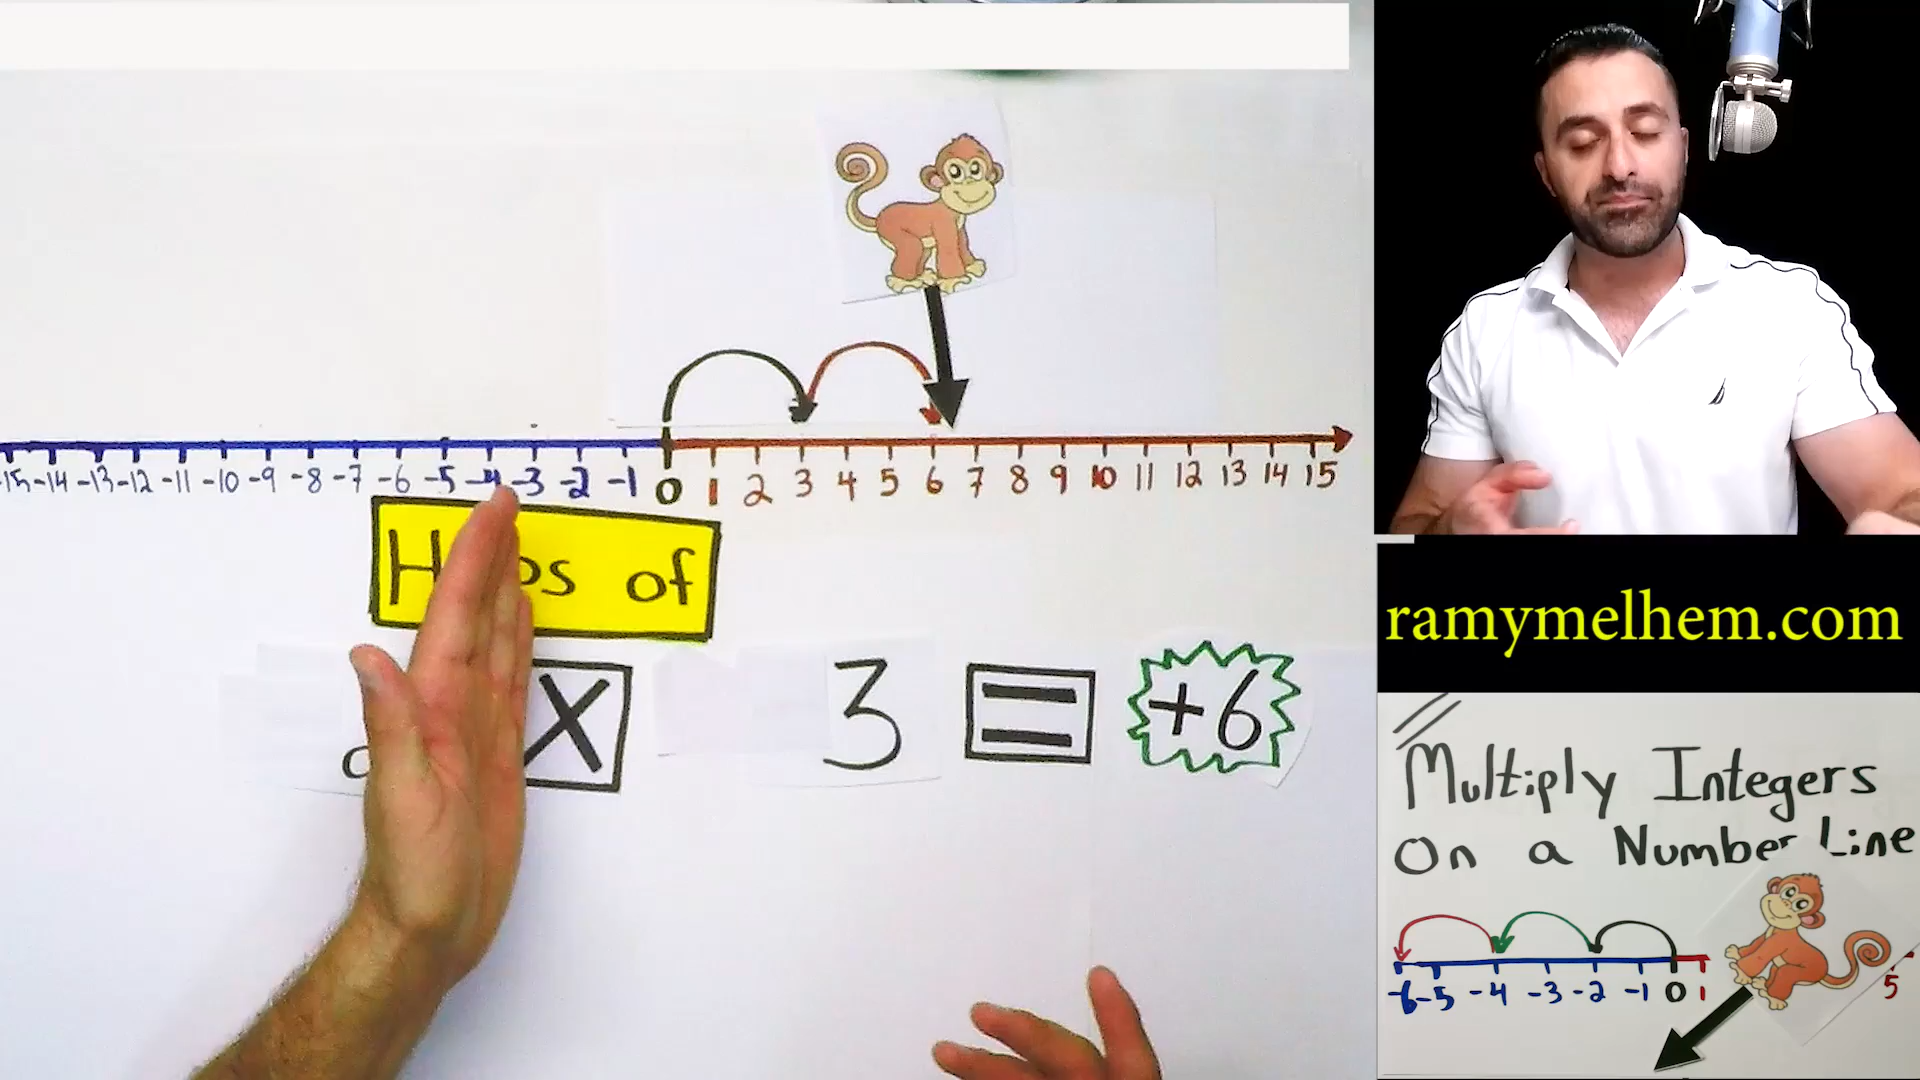 -15 -14 -13 -12 -11 -10 -9 -8 -7 -6 -5 -4 -3 -2 -1 0 1 2 3 4 5 6 7 8 9 10 11 12 13 14 15
of
X 3 = +6
ramymelhem.com
Multiply Integers
On a Number Line
-6 -5 -4 -3 -2 -1 0 1 5